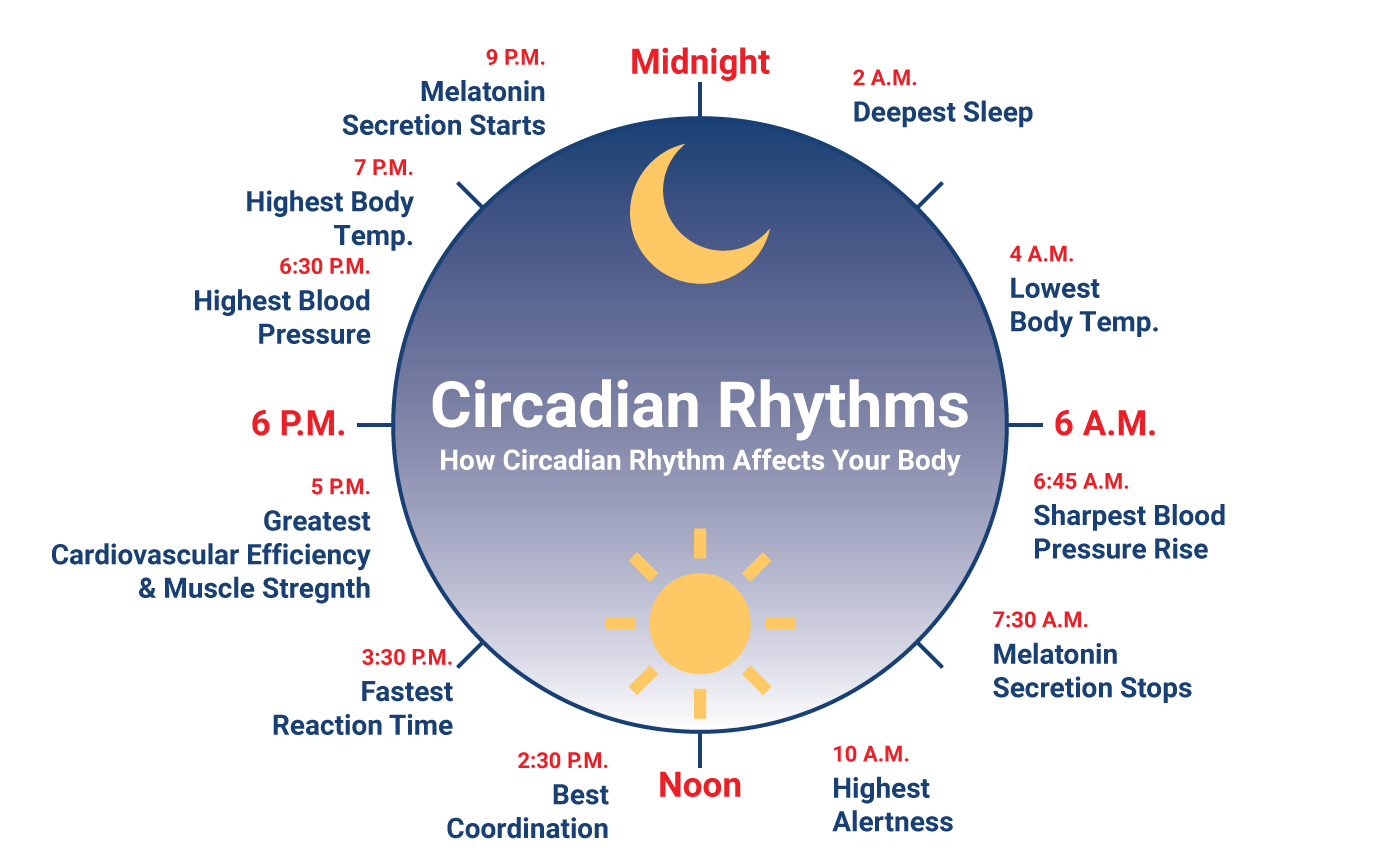 Midnight
2 A.M.
Deepest Sleep
4 A.M.
Lowest
Body Temp.
6 A.M.
6:45 A.M.
Sharpest Blood
Pressure Rise
7:30 A.M.
Melatonin
Secretion Stops
10 A.M.
Highest
Alertness
Noon
2:30 P.M.
Best
Coordination
3:30 P.M.
Fastest
Reaction Time
5 P.M.
Greatest
Cardiovascular Efficiency
& Muscle Stregnth
6 P.M.
6:30 P.M.
Highest Blood
Pressure
7 P.M.
Highest Body
Temp.
9 P.M.
Melatonin
Secretion Starts
Circadian Rhythms
How Circadian Rhythm Affects Your Body